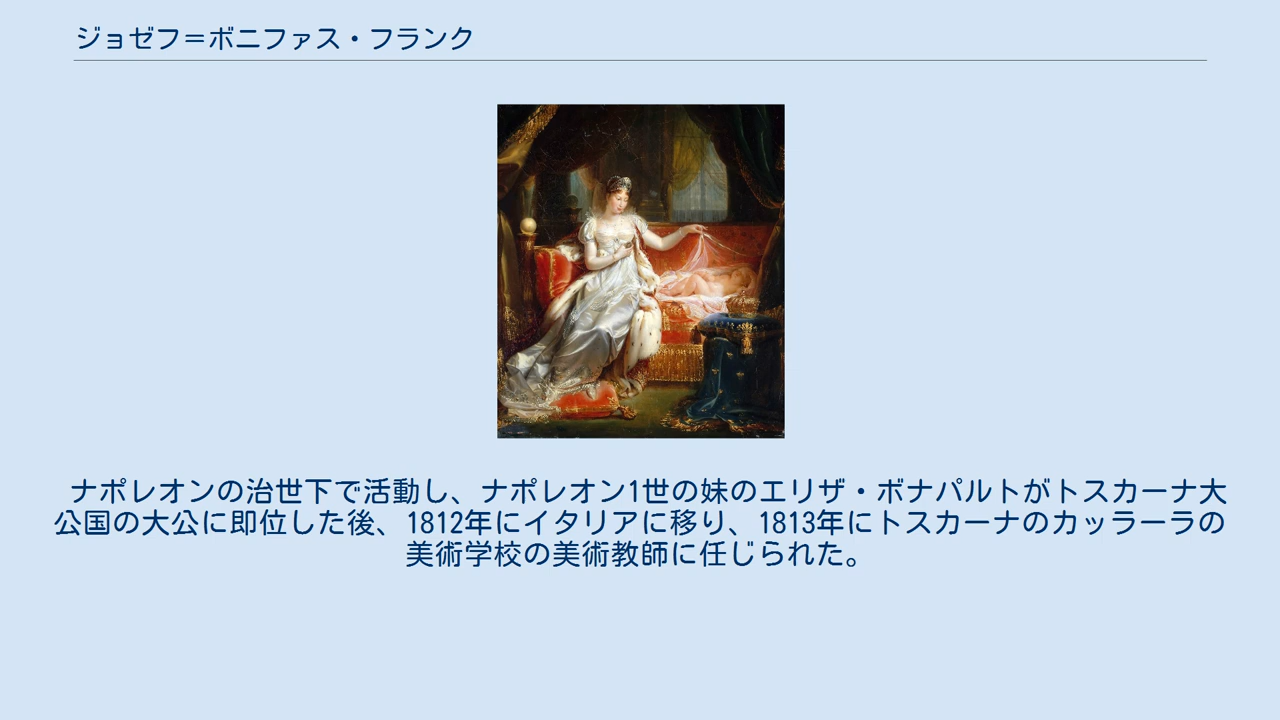 ジョゼフ＝ボニファス・フランク
ナポレオンの治世下で活動し、ナポレオン1世の妹のエリザ・ボナパルトがトスカーナ大
公国の大公に即位した後、1812年にイタリアに移り、1813年にトスカーナのカッラーラの
美術学校の美術教師に任じられた。